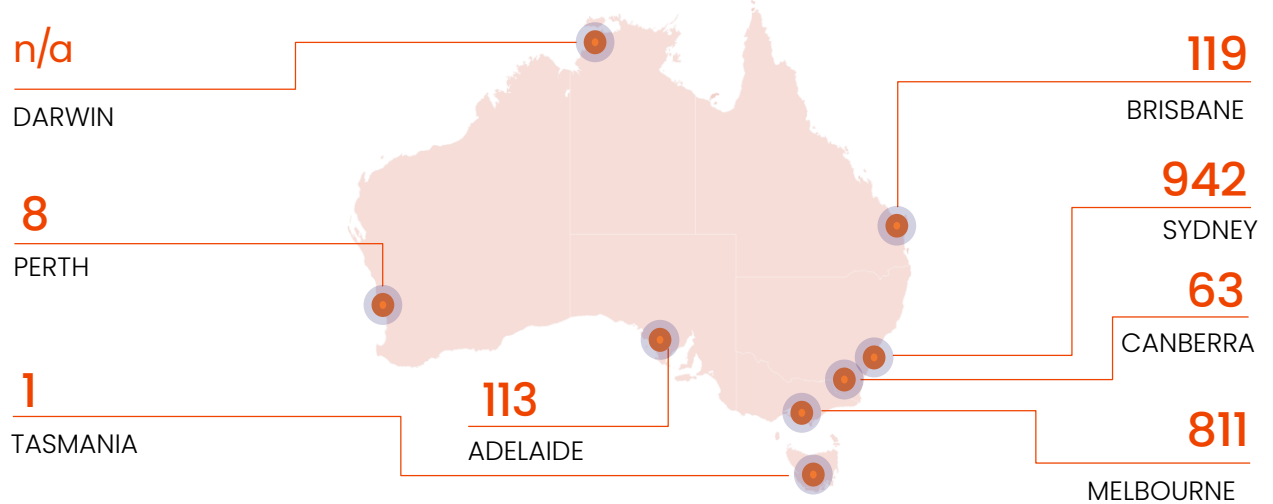 n/a
DARWIN
8
PERTH
1
TASMANIA
113
ADELAIDE
119
BRISBANE
942
SYDNEY
63
CANBERRA
811
MELBOURNE